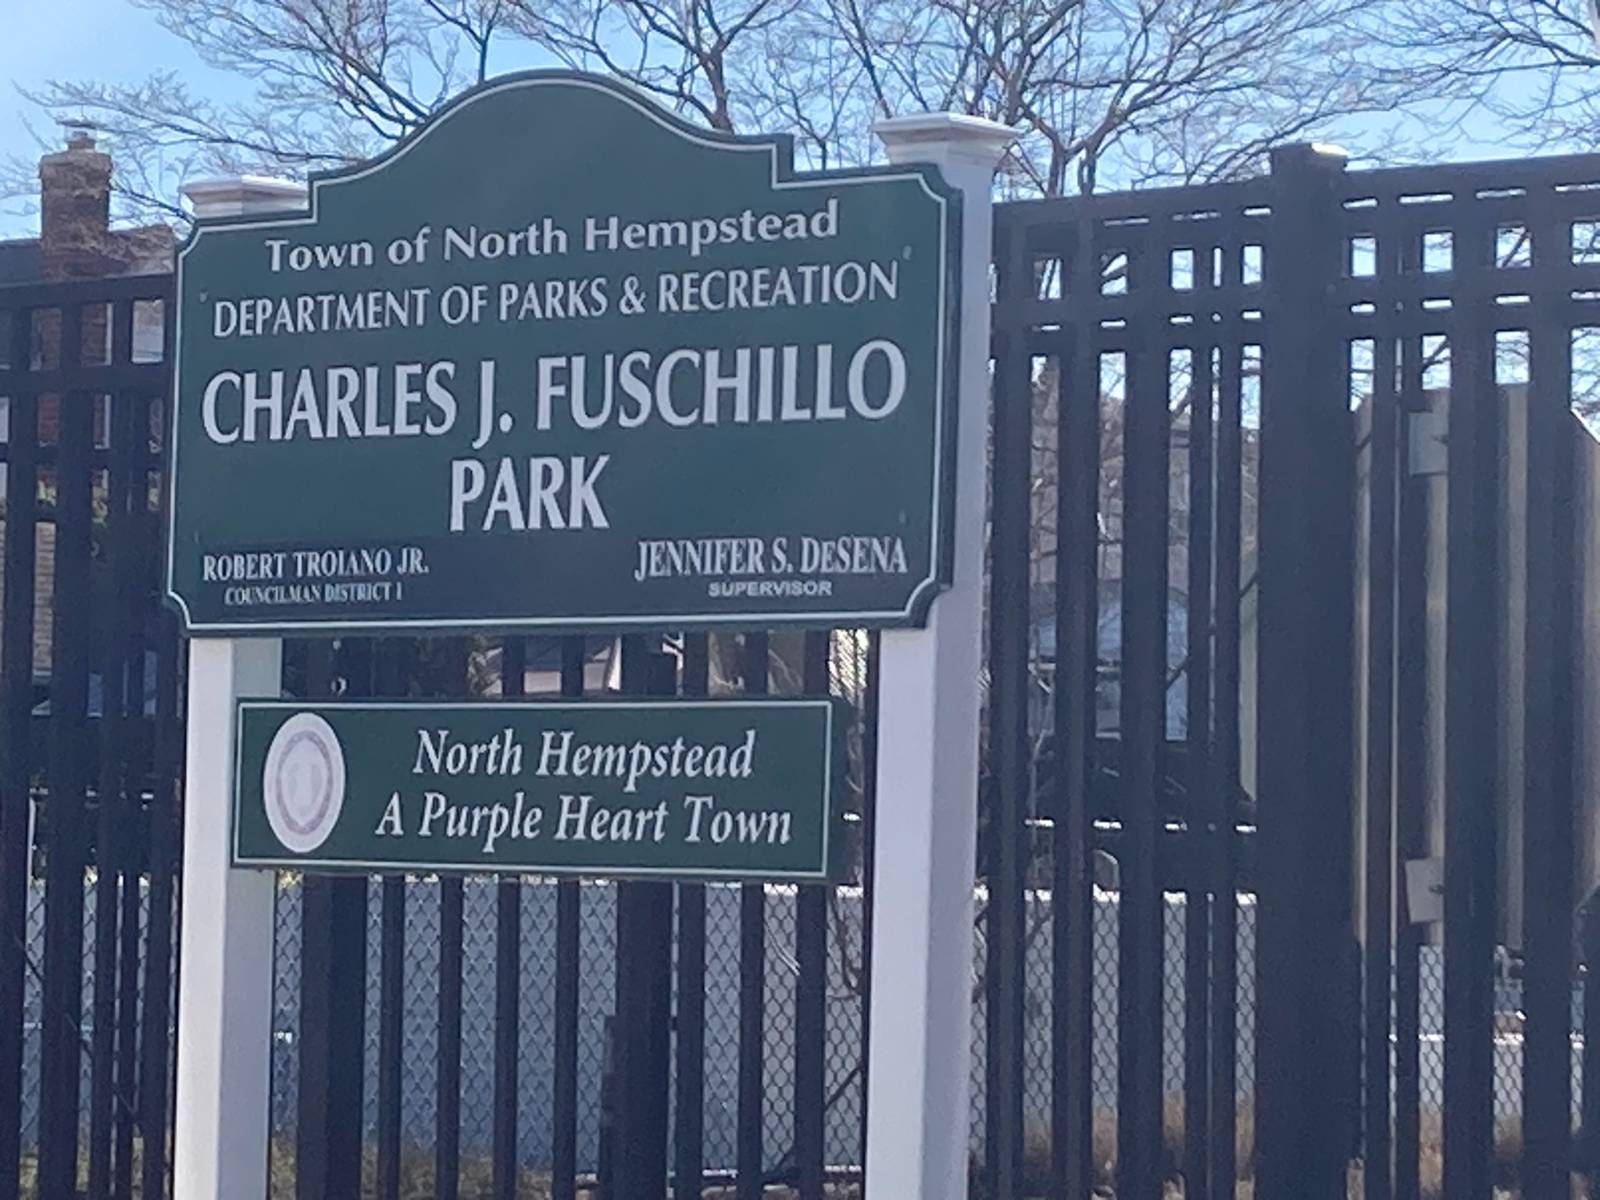 Town of North Hempstead
DEPARTMENT OF PARKS & RECREATION
CHARLES J. FUSCHILLO
PARK
ROBERT TROIANO JR.
COUNCILMAN DISTRICT 1
JENNIFER S. DeSENA
SUPERVISOR
North Hempstead
A Purple Heart Town